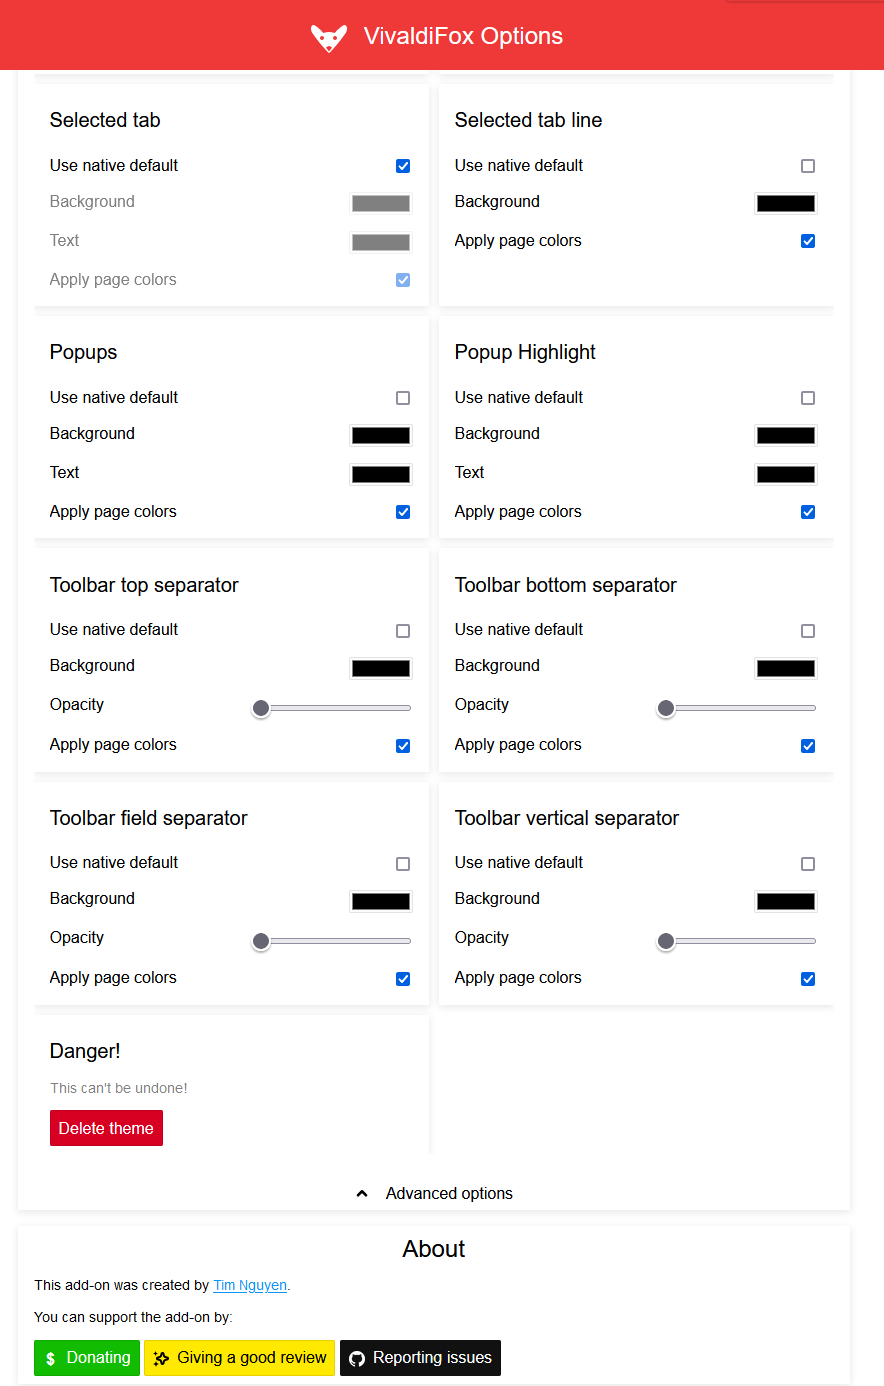 VivaldiFox Options
Selected tab
Use native default
Background
Text
Apply page colors
Selected tab line
Use native default
Background
Apply page colors
Popups
Use native default
Background
Text
Apply page colors
Popup Highlight
Use native default
Background
Text
Apply page colors
Toolbar top separator
Use native default
Background
Opacity
Apply page colors
Toolbar bottom separator
Use native default
Background
Opacity
Apply page colors
Toolbar field separator
Use native default
Background
Opacity
Apply page colors
Toolbar vertical separator
Use native default
Background
Opacity
Apply page colors
Danger!
This can't be undone!
Delete theme
Advanced options
About
This add-on was created by Tim Nguyen.
You can support the add-on by:
$ Donating
Giving a good review
Reporting issues